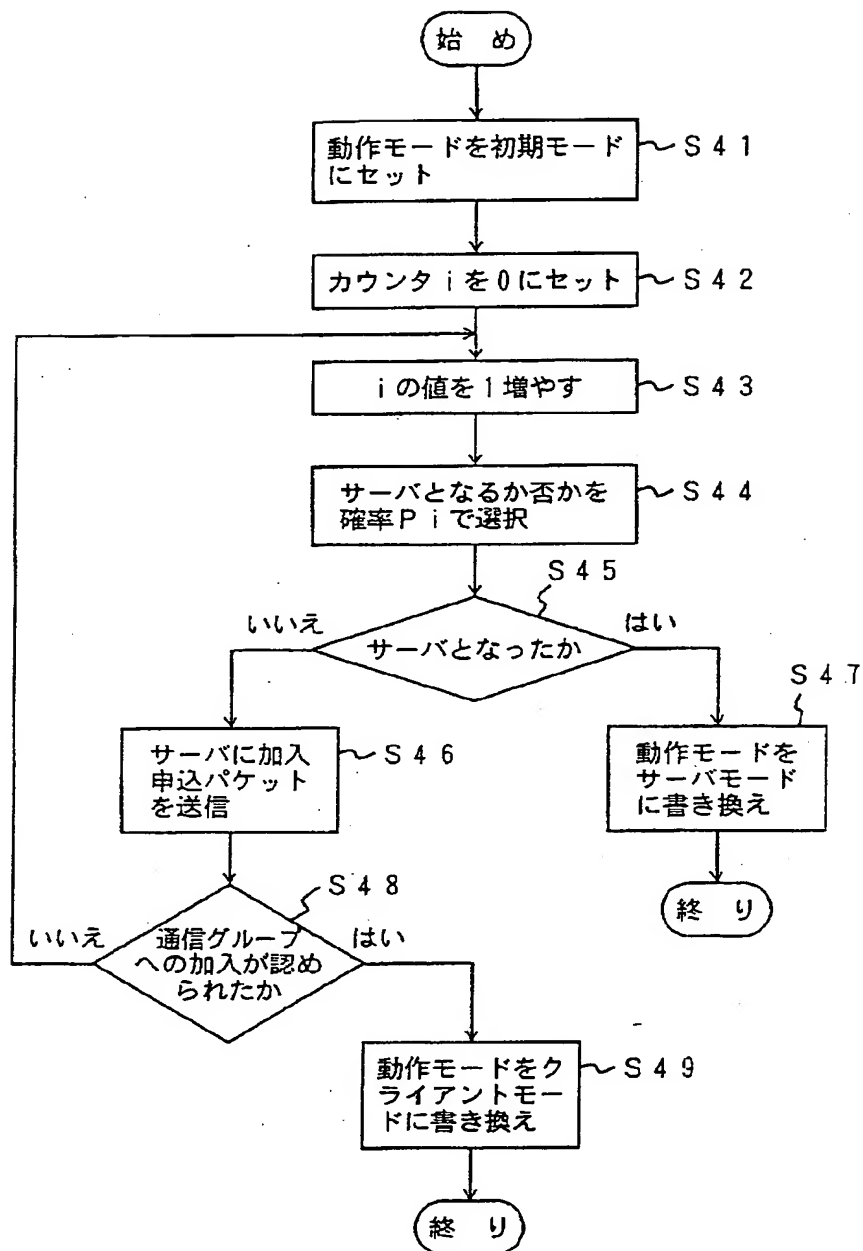 始 め
動作モードを初期モード
にセット
S41
カウンタiを0にセット
S42
iの値を1増やす
S43
サーバとなるか否かを
確率Piで選択
S44
S45
いいえ
サーバとなったか
はい
サーバに加入
申込パケット
を送信
S46
S47
動作モードを
サーバモード
に書き換え
終 り
S48
いいえ
通信グループ
への加入が認め
られたか
はい
動作モードをク
ライアントモー
ドに書き換え
S49
終 り